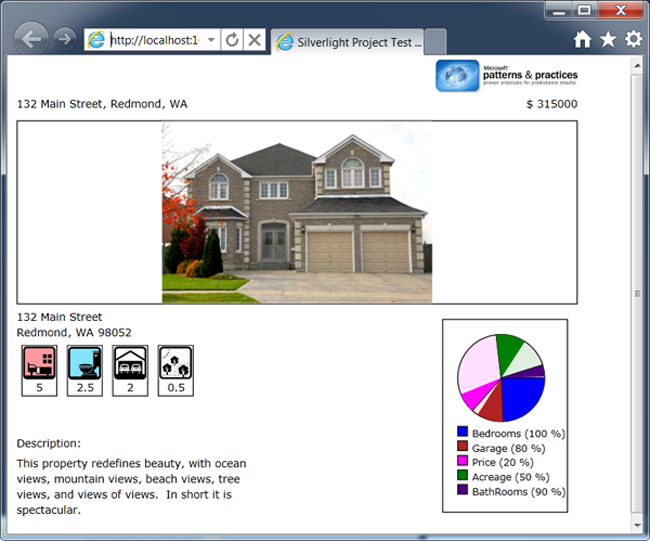 http://localhost:1
Silverlight Project Test ...
Microsoft®
patterns & practices
proven practices for predictable results
132 Main Street, Redmond, WA
$ 315000
132 Main Street
Redmond, WA 98052
5
2.5
2
0.5
Bedrooms (100 %)
Garage (80 %)
Price (20 %)
Acreage (50 %)
BathRooms (90 %)
Description:
This property redefines beauty, with ocean
views, mountain views, beach views, tree
views, and views of views.  In short it is
spectacular.